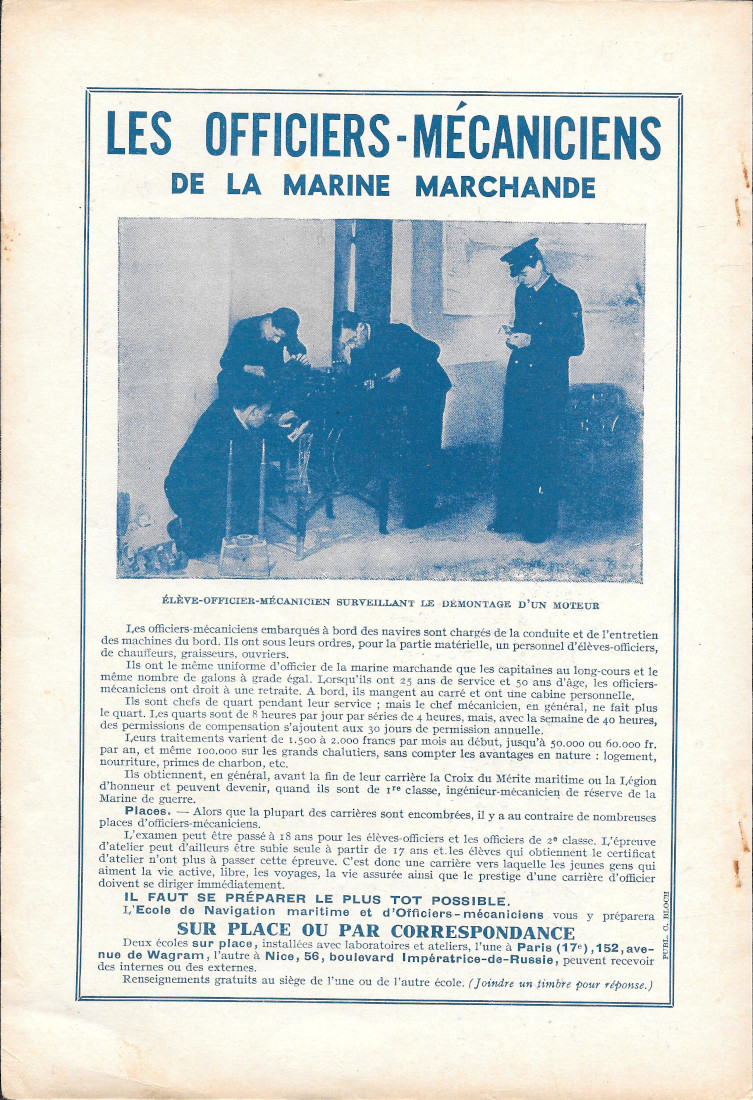 LES OFFICIERS-MÉCANICIENS
DE LA MARINE MARCHANDE
ÉLÈVE-OFFICIER-MÉCANICIEN SURVEILLANT LE DÉMONTAGE D'UN MOTEUR
Les officiers-mécaniciens embarqués à bord des navires sont chargés de la conduite et de l'entretien
des machines du bord. Ils ont sous leurs ordres, pour la partie matérielle, un personnel d'élèves-officiers,
de chauffeurs, graisseurs, ouvriers.
Ils ont le même uniforme d'officier de la marine marchande que les capitaines au long-cours et le
même nombre de galons à grade égal. Lorsqu'ils ont 25 ans de service et 50 ans d'âge, les officiers-
mécaniciens ont droit à une retraite. A bord, ils mangent au carré et ont une cabine personnelle.
Ils sont chefs de quart pendant leur service ; mais le chef mécanicien, en général, ne fait plus
le quart. Les quarts sont de 8 heures par jour par séries de 4 heures, mais, avec la semaine de 40 heures,
des permissions de compensation s'ajoutent aux 30 jours de permission annuelle.
Leurs traitements varient de 1.500 à 2.000 francs par mois au début, jusqu'à 50.000 ou 60.000 fr.
par an, et même 100.000 sur les grands chalutiers, sans compter les avantages en nature : logement,
nourriture, primes de charbon, etc.
Ils obtiennent, en général, avant la fin de leur carrière la Croix du Mérite maritime ou la Légion
d'honneur et peuvent devenir, quand ils sont de 1re classe, ingénieur-mécanicien de réserve de la
Marine de guerre.
Places. — Alors que la plupart des carrières sont encombrées, il y a au contraire de nombreuses
places d'officiers-mécaniciens.
L'examen peut être passé à 18 ans pour les élèves-officiers et les officiers de 2e classe. L'épreuve
d'atelier peut d'ailleurs être subie seule à partir de 17 ans et les élèves qui obtiennent le certificat
d'atelier n'ont plus à passer cette épreuve. C'est donc une carrière vers laquelle les jeunes gens qui
aiment la vie active, libre, les voyages, la vie assurée ainsi que le prestige d'une carrière d'officier
doivent se diriger immédiatement.
IL FAUT SE PRÉPARER LE PLUS TOT POSSIBLE.
L'Ecole de Navigation maritime et d'Officiers-mécaniciens vous y préparera
SUR PLACE OU PAR CORRESPONDANCE
Deux écoles sur place, installées avec laboratoires et ateliers, l'une à Paris (17e), 152, ave-
nue de Wagram, l'autre à Nice, 56, boulevard Impératrice-de-Russie, peuvent recevoir
des internes ou des externes.
Renseignements gratuits au siège de l'une ou de l'autre école. (Joindre un timbre pour réponse.)
PUBL. G. BLOCH